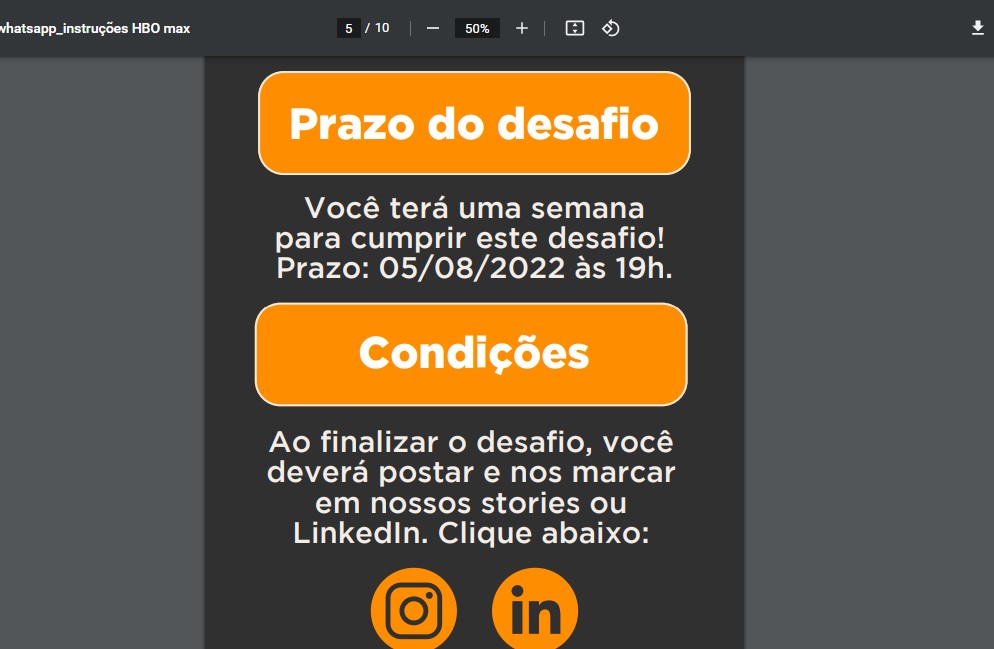 whatsapp_instruções HBO max
5 / 10
50%
Prazo do desafio
Você terá uma semana
para cumprir este desafio!
Prazo: 05/08/2022 às 19h.
Condições
Ao finalizar o desafio, você
deverá postar e nos marcar
em nossos stories ou
LinkedIn. Clique abaixo:
in